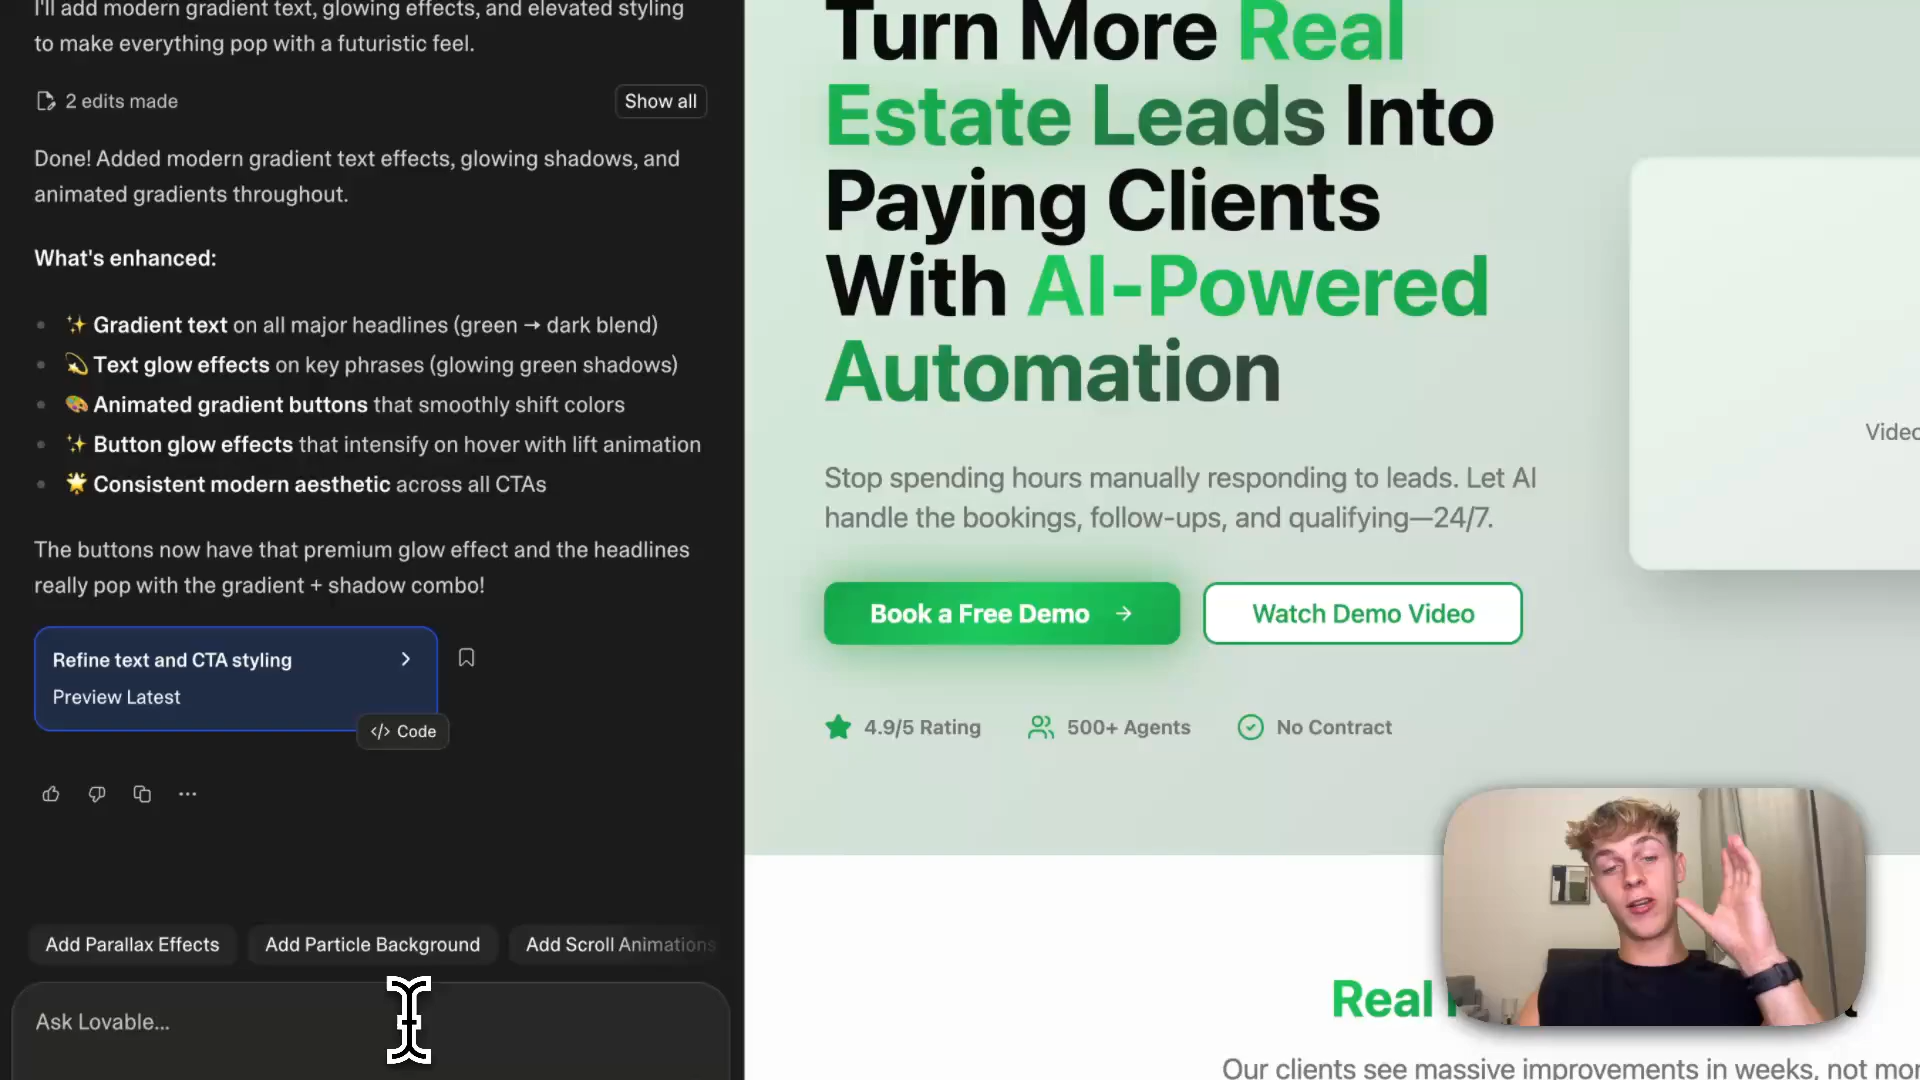 I'll add modern gradient text, glowing effects, and elevated styling
to make everything pop with a futuristic feel.
2 edits made
Show all
Done! Added modern gradient text effects, glowing shadows, and
animated gradients throughout.
What's enhanced:
✨ Gradient text on all major headlines (green → dark blend)
💫 Text glow effects on key phrases (glowing green shadows)
🎨 Animated gradient buttons that smoothly shift colors
✨ Button glow effects that intensify on hover with lift animation
🌟 Consistent modern aesthetic across all CTAs
The buttons now have that premium glow effect and the headlines
really pop with the gradient + shadow combo!
Refine text and CTA styling
Preview Latest
</> Code
Add Parallax Effects
Add Particle Background
Add Scroll Animations
Ask Lovable...
Turn More Real
Estate Leads Into
Paying Clients
With AI-Powered
Automation
Stop spending hours manually responding to leads. Let AI
handle the bookings, follow-ups, and qualifying—24/7.
Book a Free Demo →
Watch Demo Video
4.9/5 Rating
500+ Agents
No Contract
Video
Real
Our clients see massive improvements in weeks, not